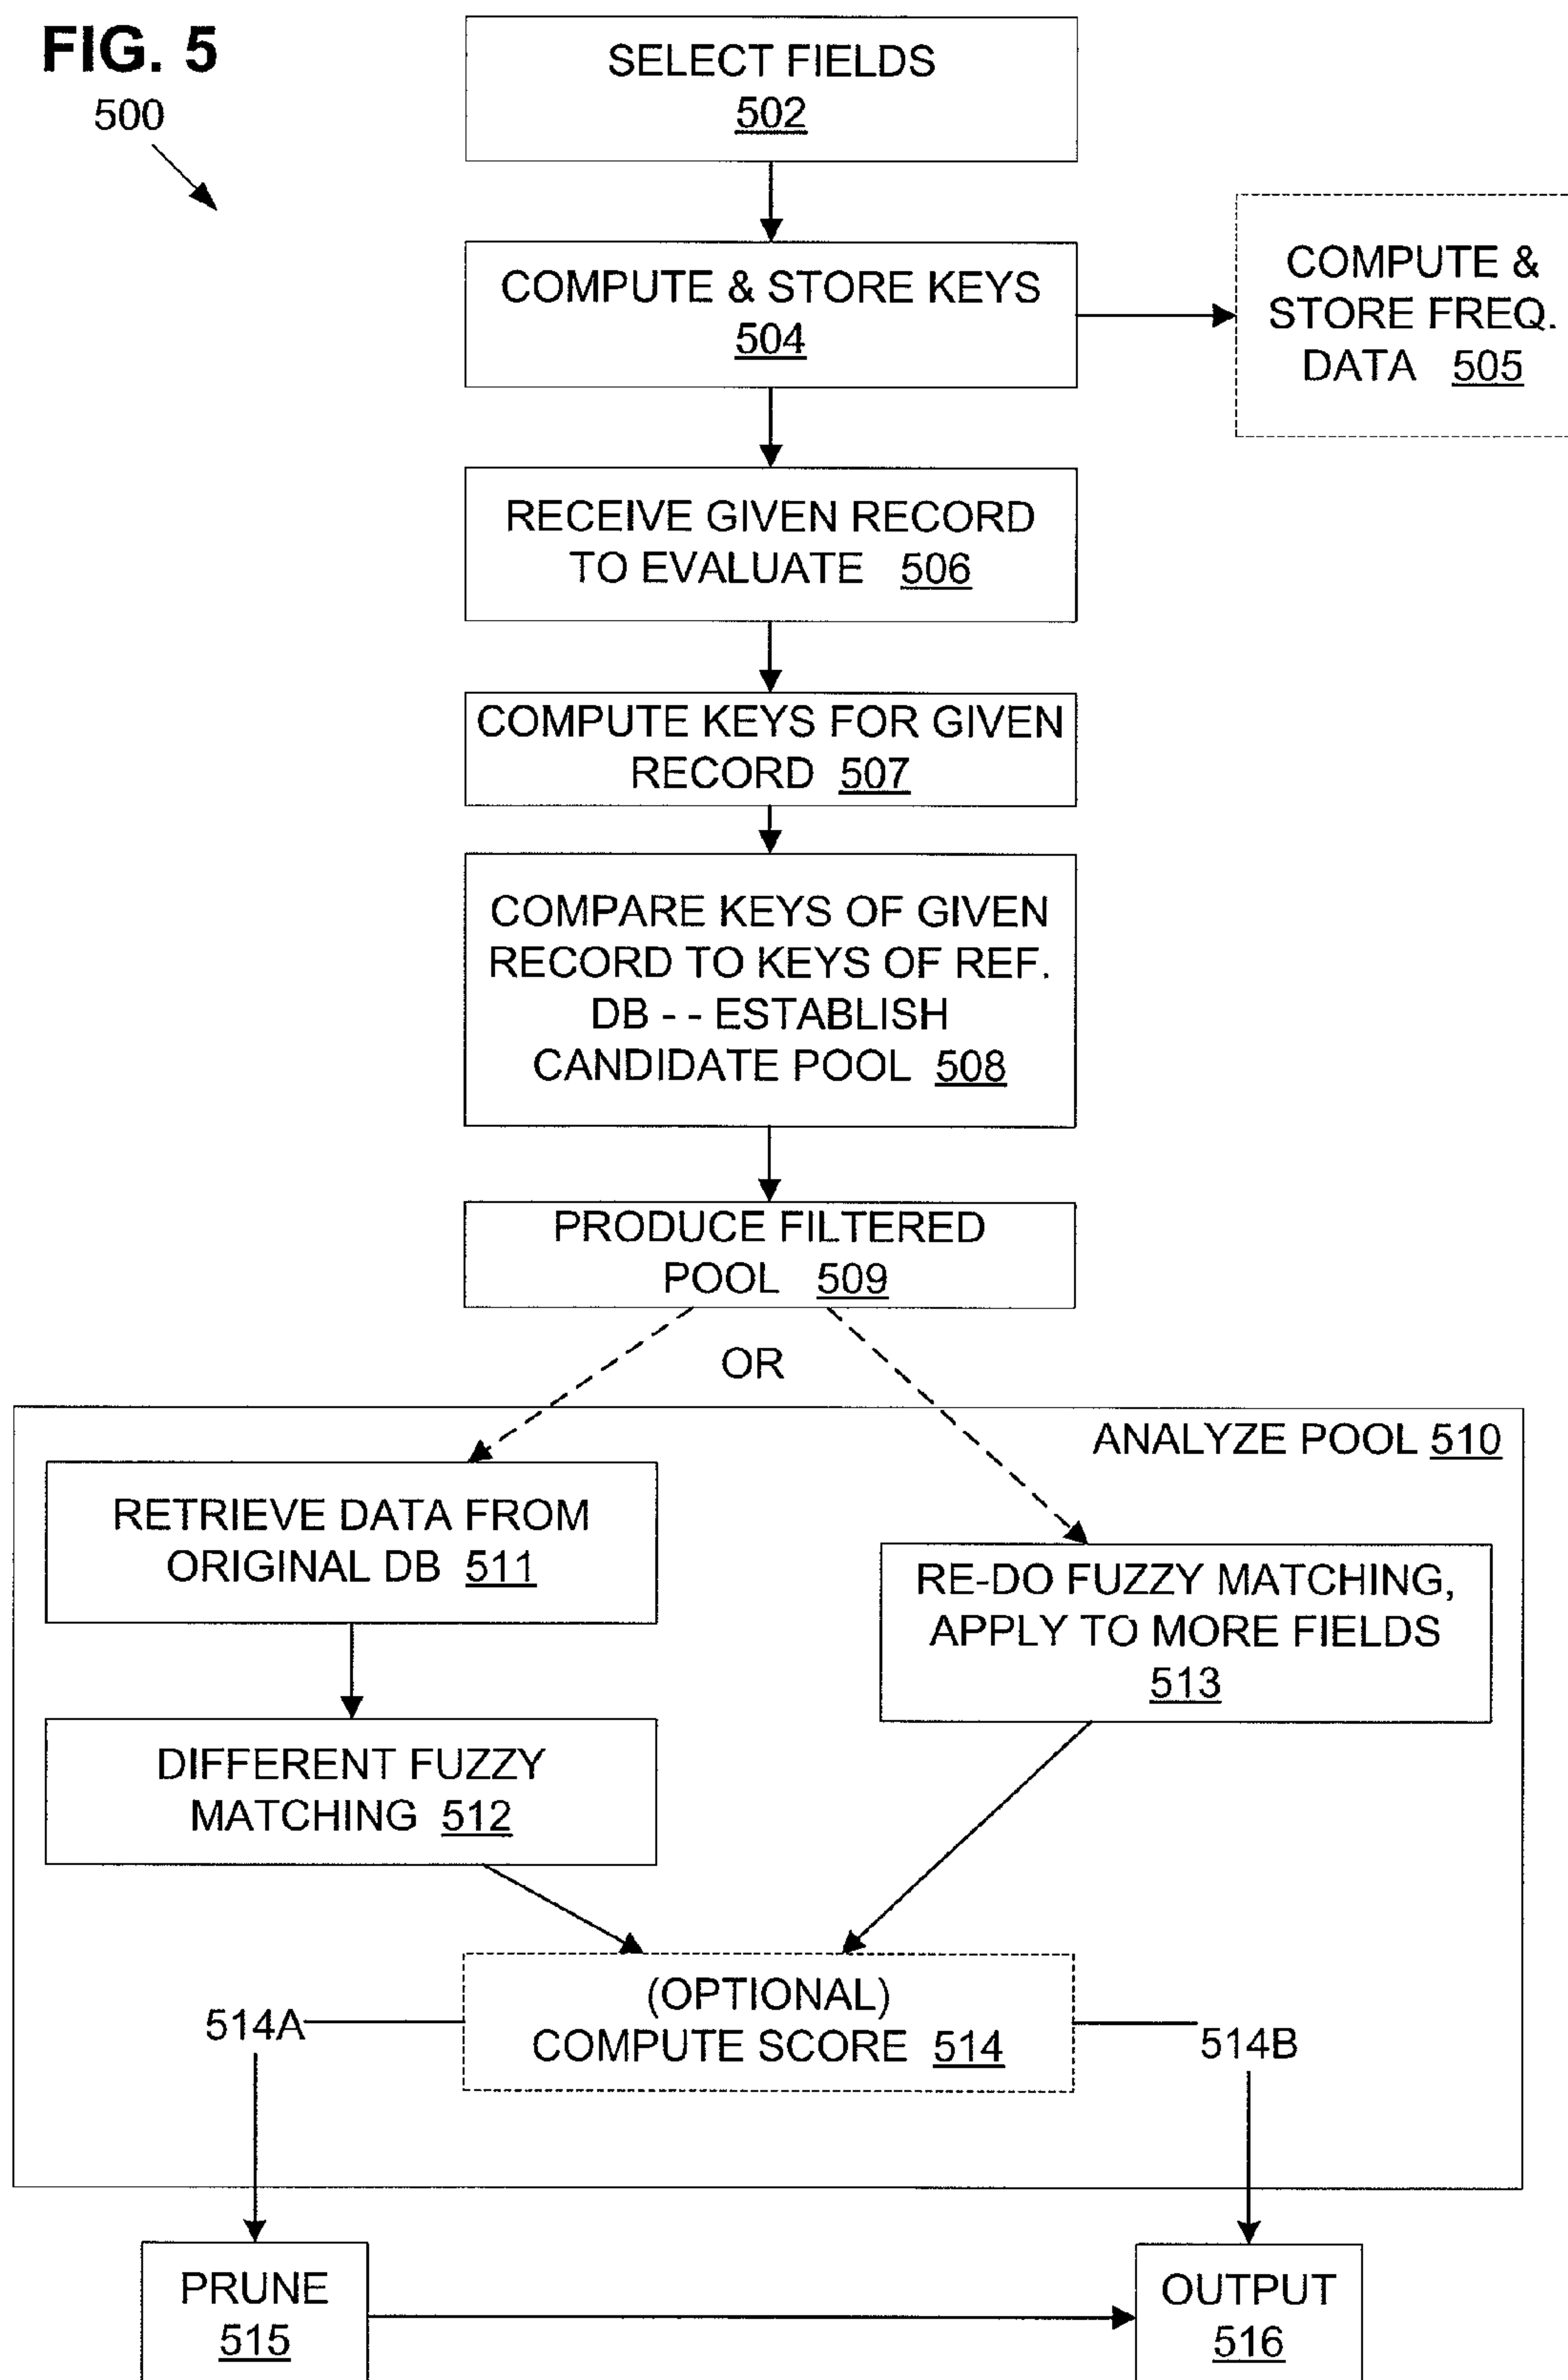 FIG. 5
500
SELECT FIELDS
502
COMPUTE & STORE KEYS
504
COMPUTE &
STORE FREQ.
DATA 505
RECEIVE GIVEN RECORD
TO EVALUATE 506
COMPUTE KEYS FOR GIVEN
RECORD 507
COMPARE KEYS OF GIVEN
RECORD TO KEYS OF REF.
DB - - ESTABLISH
CANDIDATE POOL 508
PRODUCE FILTERED
POOL 509
OR
ANALYZE POOL 510
RETRIEVE DATA FROM
ORIGINAL DB 511
RE-DO FUZZY MATCHING,
APPLY TO MORE FIELDS
513
DIFFERENT FUZZY
MATCHING 512
(OPTIONAL)
COMPUTE SCORE 514
514A
514B
PRUNE
515
OUTPUT
516